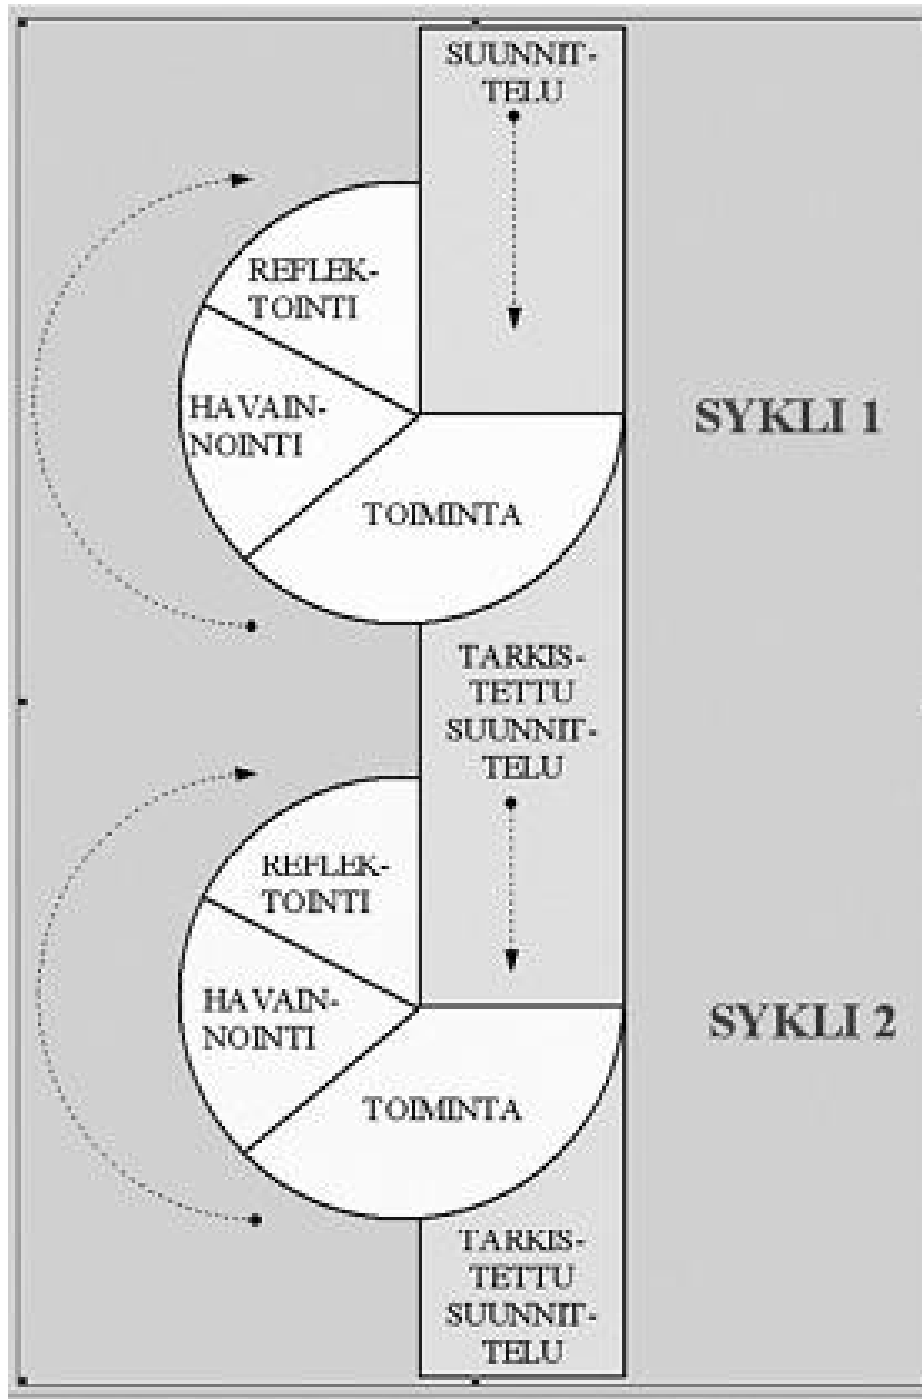 SUUNNIT-
TELU
REFLEK-
TOINTI
HAVAIN-
NOINTI
TOIMINTA
SYKLI 1
TARKIS-
TETTU
SUUNNIT-
TELU
REFLEK-
TOINTI
HAVAIN-
NOINTI
TOIMINTA
SYKLI 2
TARKIS-
TETTU
SUUNNIT-
TELU